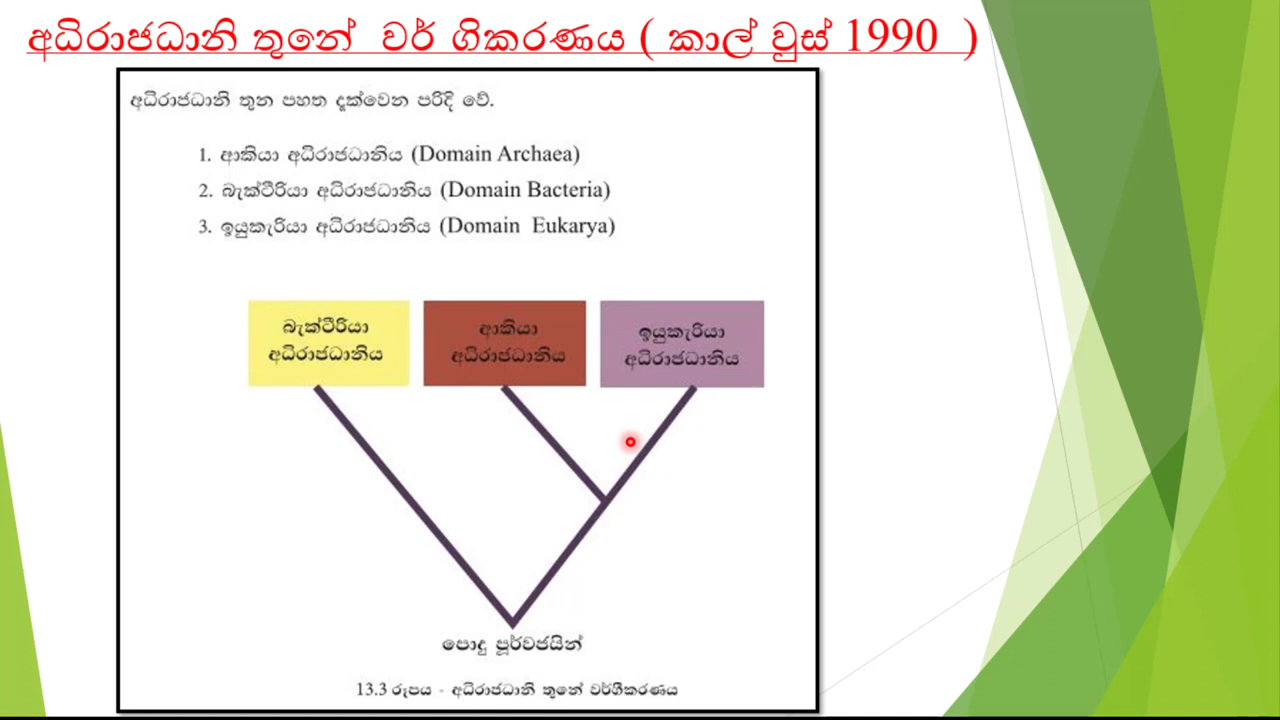 අධිරාජධානි තුනේ වර් ගිකරණය ( කාල් වුස් 1990 )
අධිරාජධානි තුන පහත දැක්වෙන පරිදි වේ.
1. ආකියා අධිරාජධානිය (Domain Archaea)
2. බැක්ටීරියා අධිරාජධානිය (Domain Bacteria)
3. ඉයුකැරියා අධිරාජධානිය (Domain Eukarya)
බැක්ටීරියා
අධිරාජධානිය
ආකියා
අධිරාජධානිය
ඉයුකැරියා
අධිරාජධානිය
පොදු පූර්වජයින්
13.3 රූපය - අධිරාජධානි තුනේ වර්ගීකරණය